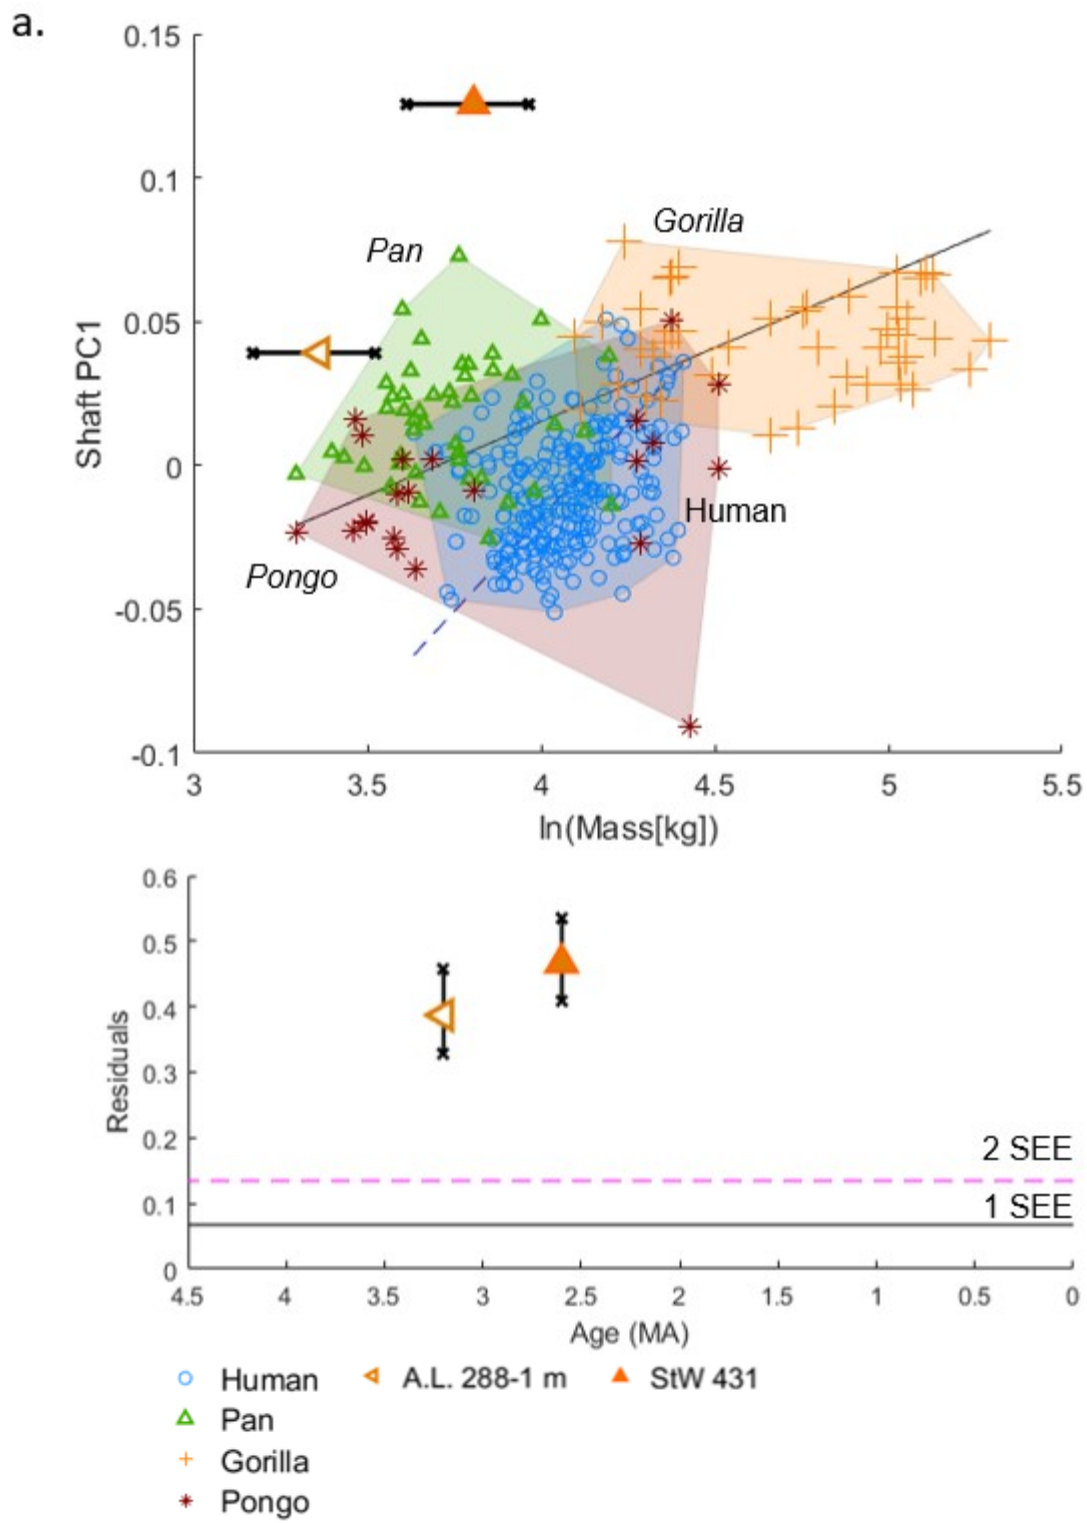 a.
0.15
0.1
0.05
0
-0.05
-0.1
Shaft PC1
Pan
Gorilla
Human
Pongo
3 3.5 4 4.5 5 5.5
ln(Mass[kg])
0.6
0.5
0.4
0.3
0.2
0.1
0
Residuals
2 SEE
1 SEE
4.5 4 3.5 3 2.5 2 1.5 1 0.5 0
Age (MA)
Human A.L. 288-1 m StW 431
Pan
Gorilla
Pongo